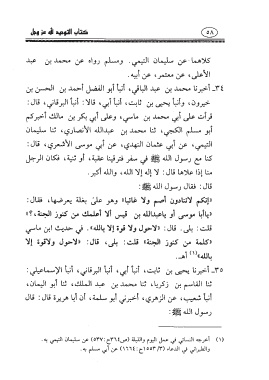 ٥٨
كتاب التوحيد لله عز وجل
كلاهما عن سليمان التيمي. ومسلم رواه عن محمد بن عبد
الأعلى، عن معتمر، عن أبيه.
٣٤- أخبرنا محمد بن عبد الباقي، أنبأ أبو الفضل أحمد بن الحسن بن
خيرون، وأنبأ يحيى بن ثابت، أنبأ أبي، قالا: أنبأ البرقاني، قال:
قرأت على أبي محمد بن ماسي، وعلى أبي بكر بن مالك أخبركم
أبو مسلم الكجي، ثنا محمد بن عبدالله الأنصاري، ثنا سليمان
التيمي، عن أبي عثمان النهدي، عن أبي موسى الأشعري، قال:
كنا مع رسول الله ﷺ في سفر فترقينا عقبة، أو ثنية، فكان الرجل
منا إذا علاها قال: لا إله إلا الله، والله أكبر.
قال: فقال رسول الله ﷺ:
«إنكم لاتنادون أصم ولا غائبا» وهو على بغلة يعرضها، فقال:
«ياأبا موسى أو ياعبدالله بن قيس ألا أعلمك من كنوز الجنة،؟»
قلت: بلى. قال: «لاحول ولا قوة إلا بالله». في حديث ابن ماسي
«كلمة من كنوز الجنة» قلت: بلى، قال: «لاحول ولاقوة إلا
بالله»(١) أهـ.
٣٥- أخبرنا يحيى بن ثابت، أنبأ أبي، أنبأ البرقاني، أنبأ الإسماعيلي:
ثنا القاسم بن زكريا، ثنا محمد بن عبد الملك، ثنا أبو اليمان،
أنبأ شعيب، عن الزهري، أخبرني أبو سلمة، أن أبا هريرة قال: قال
رسول الله ﷺ:
(١) أخرجه النسائي في عمل اليوم والليلة (ص٣٦٤ح:٥٣٧) عن سليمان التيمي به.
والطبراني في الدعاء (١٥٥٣/٣ح:١٦٦٤) عن أبي مسلم به.